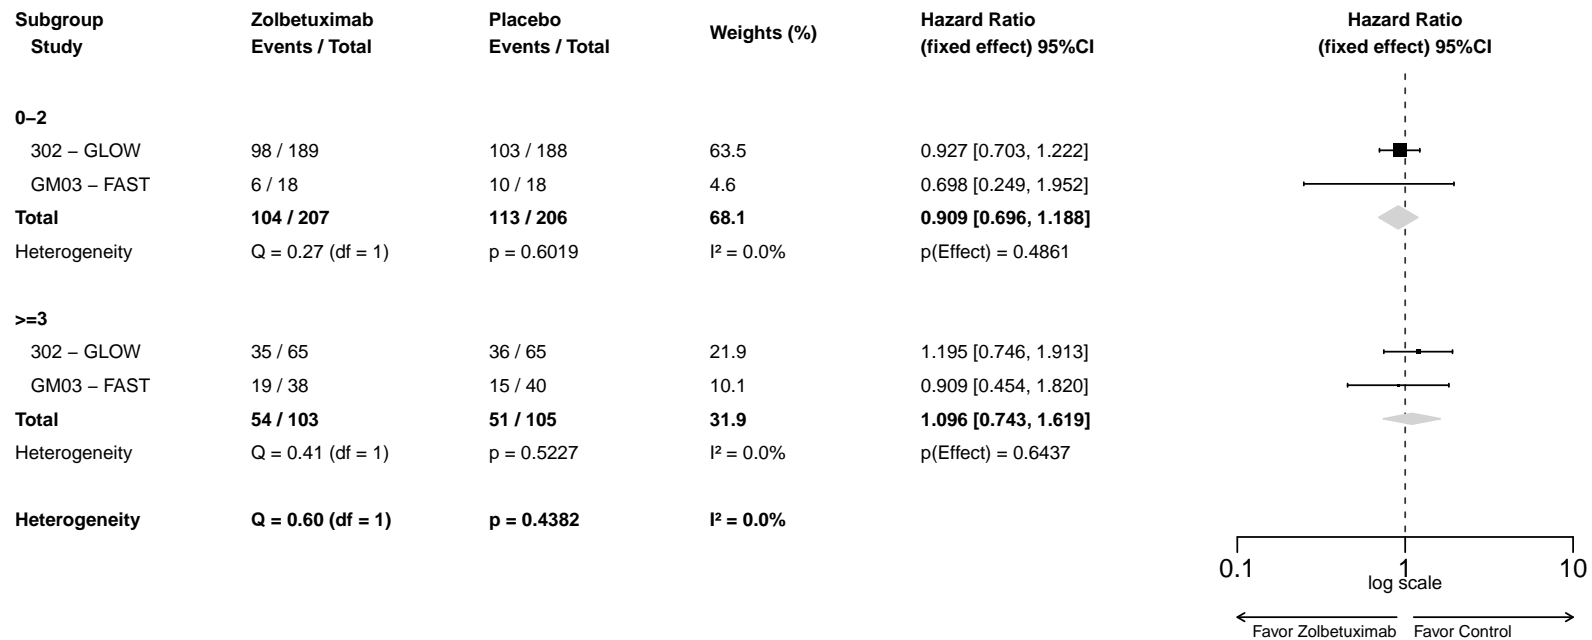 Subgroup Zolbetuximab Placebo Weights (%) Hazard Ratio Hazard Ratio
Study Events / Total Events / Total (fixed effect) 95%CI (fixed effect) 95%CI
0–2
302 – GLOW 98 / 189 103 / 188 63.5 0.927 [0.703, 1.222]
GM03 – FAST 6 / 18 10 / 18 4.6 0.698 [0.249, 1.952]
Total 104 / 207 113 / 206 68.1 0.909 [0.696, 1.188]
Heterogeneity Q = 0.27 (df = 1) p = 0.6019 I² = 0.0% p(Effect) = 0.4861
>=3
302 – GLOW 35 / 65 36 / 65 21.9 1.195 [0.746, 1.913]
GM03 – FAST 19 / 38 15 / 40 10.1 0.909 [0.454, 1.820]
Total 54 / 103 51 / 105 31.9 1.096 [0.743, 1.619]
Heterogeneity Q = 0.41 (df = 1) p = 0.5227 I² = 0.0% p(Effect) = 0.6437
Heterogeneity Q = 0.60 (df = 1) p = 0.4382 I² = 0.0%
0.1 1 10
log scale
Favor Zolbetuximab Favor Control